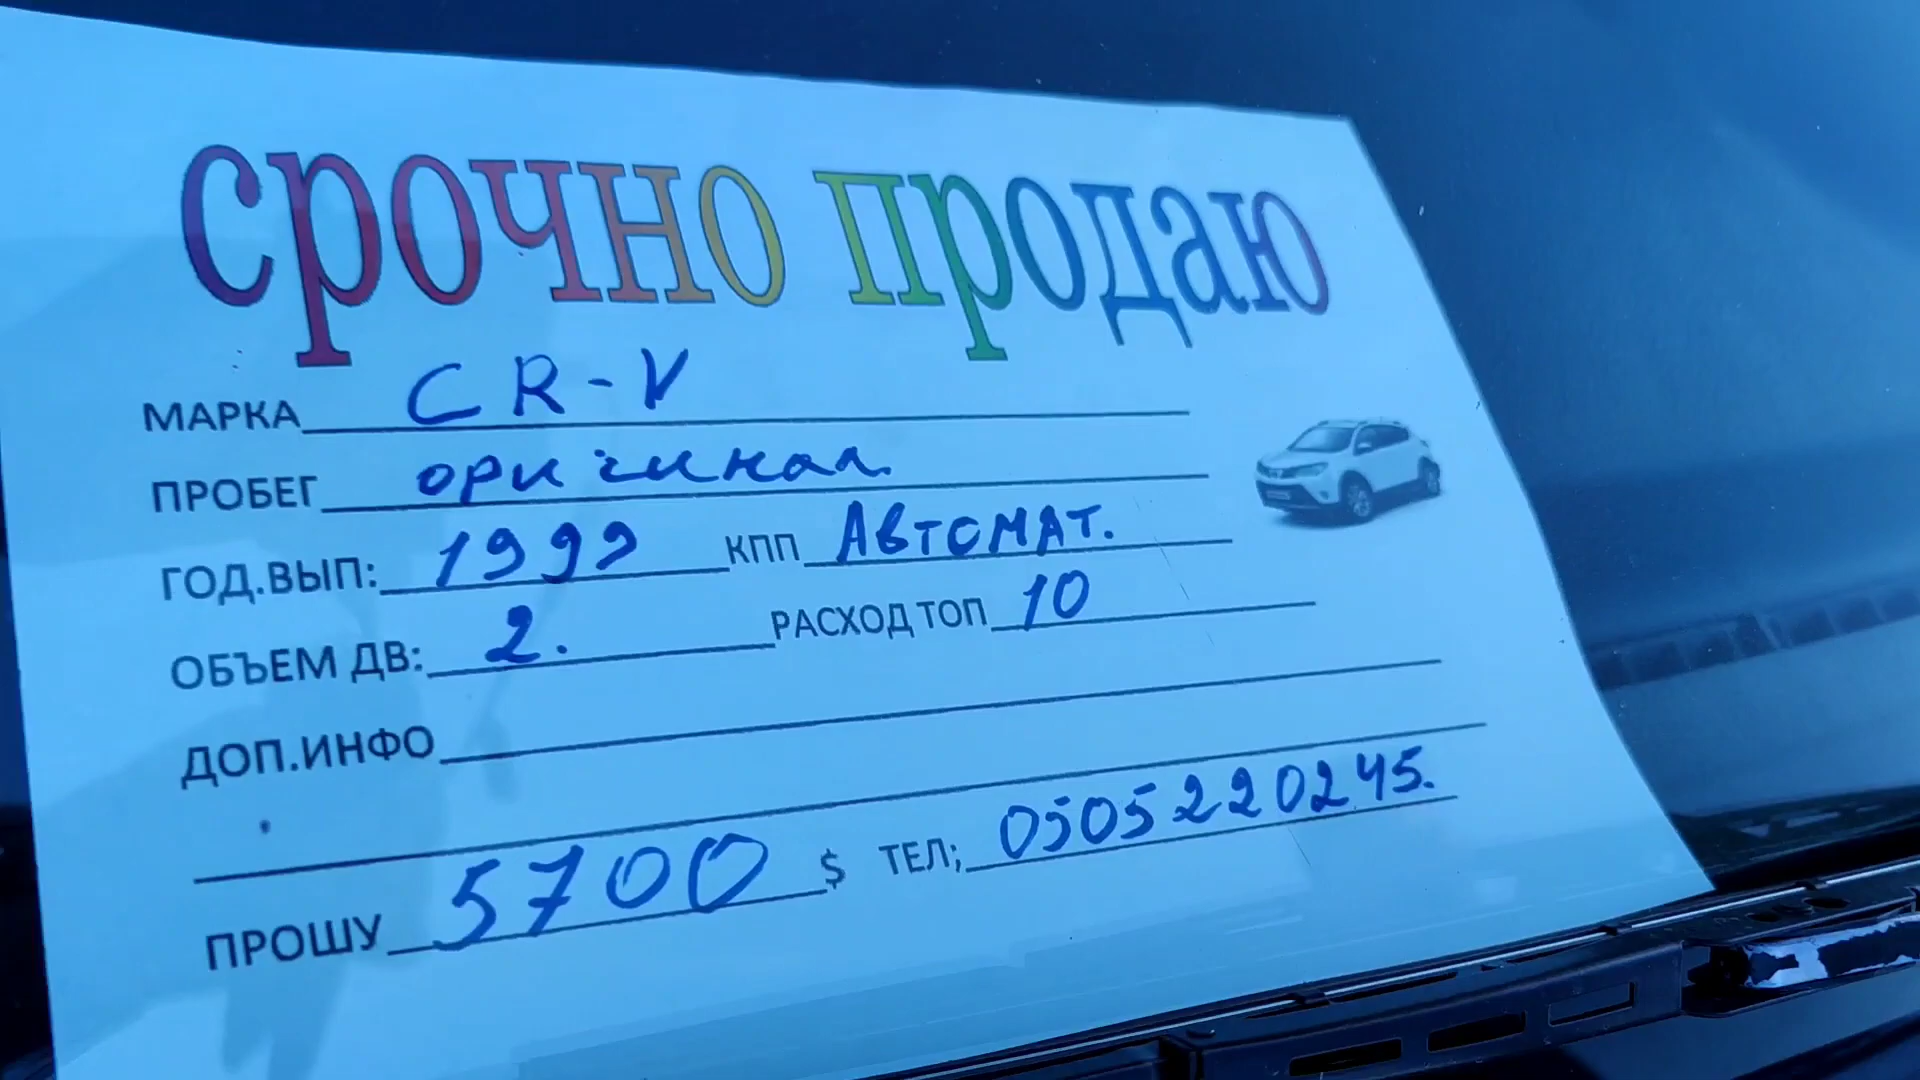 срочно продаю
МАРКА CR-V
ПРОБЕГ оригинал
ГОД.ВЫП: 1999 КПП АВТОМАТ.
ОБЪЕМ ДВ: 2. РАСХОД ТОП 10
ДОП.ИНФО
ПРОШУ 5700 $ ТЕЛ; 0505220245.